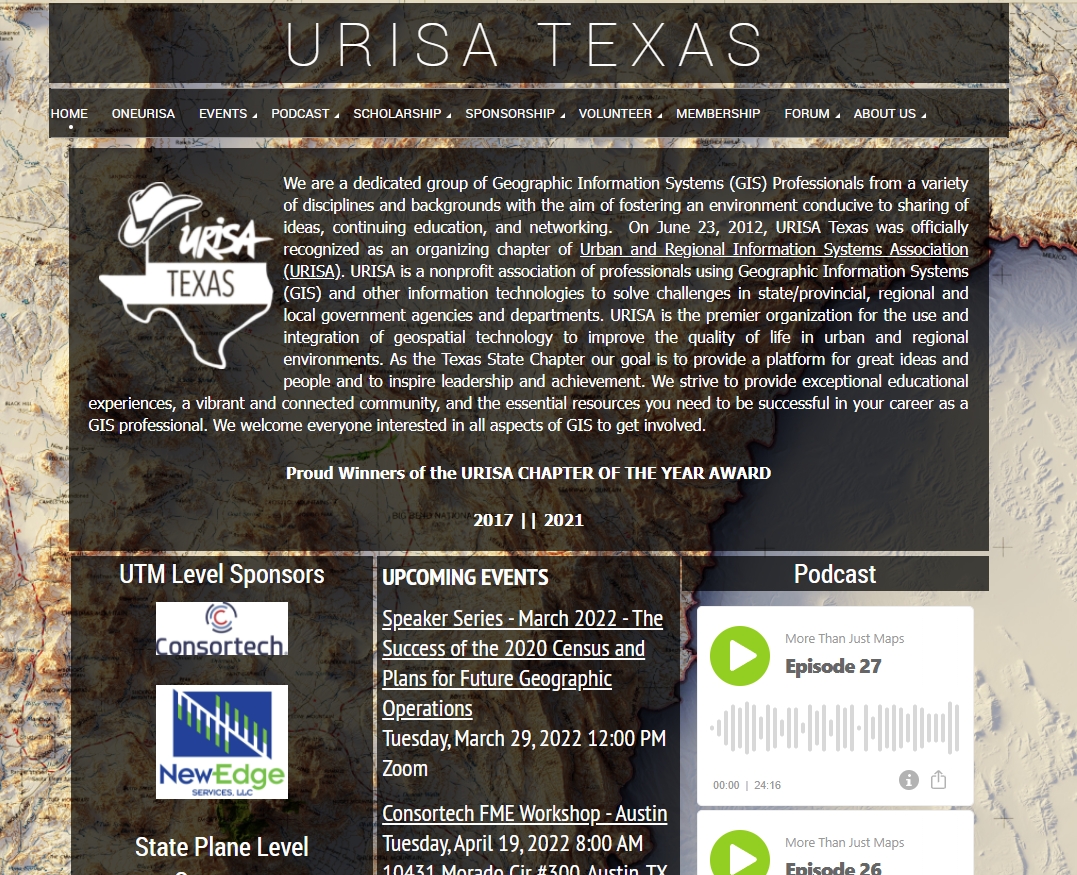 URISA TEXAS
HOME ONEURISA EVENTS PODCAST SCHOLARSHIP SPONSORSHIP VOLUNTEER MEMBERSHIP FORUM ABOUT US
URISA
TEXAS
We are a dedicated group of Geographic Information Systems (GIS) Professionals from a variety
of disciplines and backgrounds with the aim of fostering an environment conducive to sharing of
ideas, continuing education, and networking. On June 23, 2012, URISA Texas was officially
recognized as an organizing chapter of Urban and Regional Information Systems Association
(URISA). URISA is a nonprofit association of professionals using Geographic Information Systems
(GIS) and other information technologies to solve challenges in state/provincial, regional and
local government agencies and departments. URISA is the premier organization for the use and
integration of geospatial technology to improve the quality of life in urban and regional
environments. As the Texas State Chapter our goal is to provide a platform for great ideas and
people and to inspire leadership and achievement. We strive to provide exceptional educational
experiences, a vibrant and connected community, and the essential resources you need to be successful in your career as a
GIS professional. We welcome everyone interested in all aspects of GIS to get involved.
Proud Winners of the URISA CHAPTER OF THE YEAR AWARD
2017 || 2021
MEXICO
UTM Level Sponsors
Consortech
NewEdge
SERVICES, LLC
State Plane Level
UPCOMING EVENTS
Speaker Series - March 2022 - The
Success of the 2020 Census and
Plans for Future Geographic
Operations
Tuesday, March 29, 2022 12:00 PM
Zoom
Consortech FME Workshop - Austin
Tuesday, April 19, 2022 8:00 AM
10431 Morado Cir #300, Austin, TX
Podcast
More Than Just Maps
Episode 27
00:00 | 24:16
More Than Just Maps
Episode 26